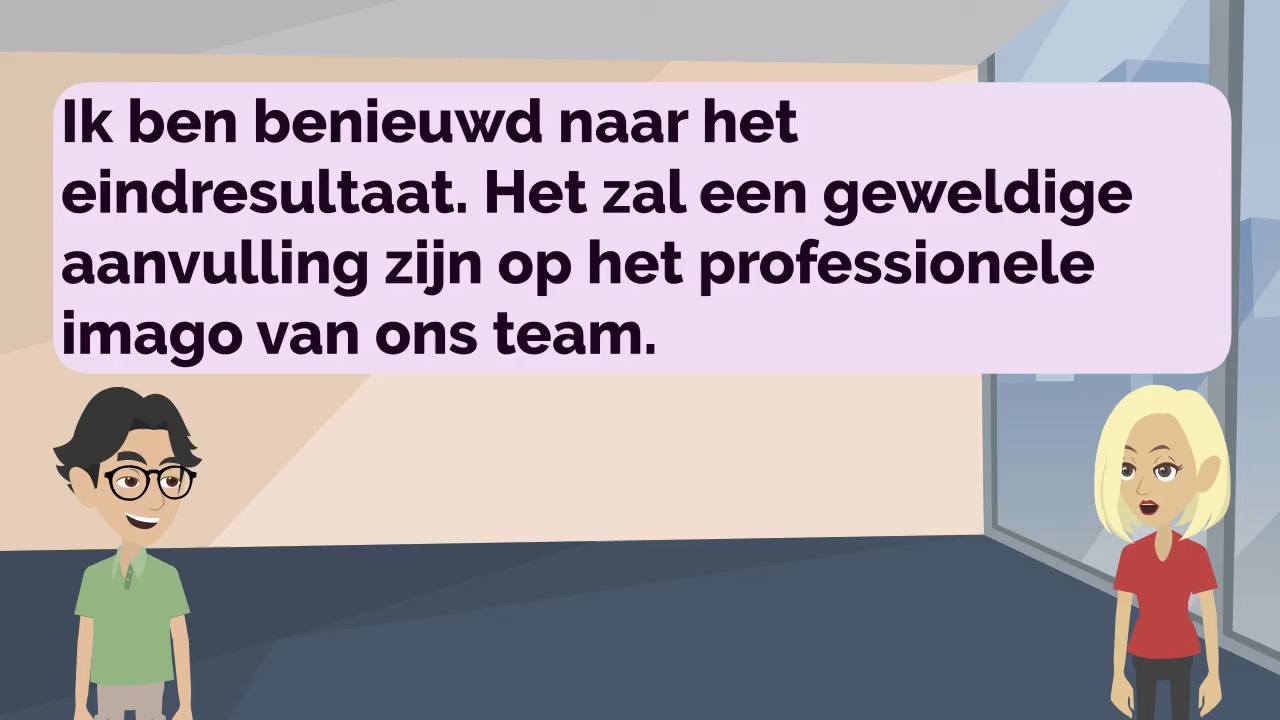 Ik ben benieuwd naar het
eindresultaat. Het zal een geweldige
aanvulling zijn op het professionele
imago van ons team.